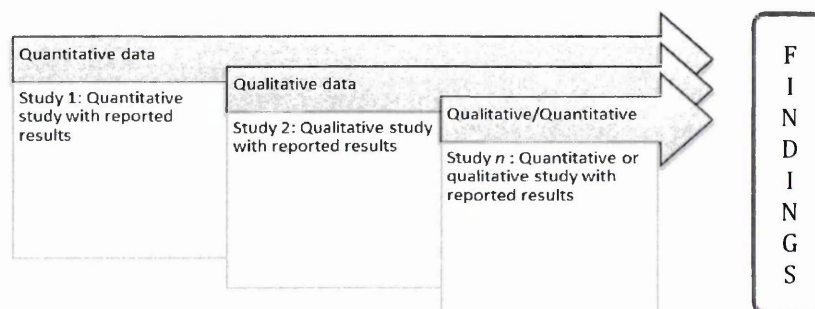 Quantitative data
Study 1: Quantitative
study with reported
results
Qualitative data
Study 2: Qualitative study
with reported results
Qualitative/Quantitative
Study n : Quantitative or
qualitative study with
reported results
F
I
N
D
I
N
G
S